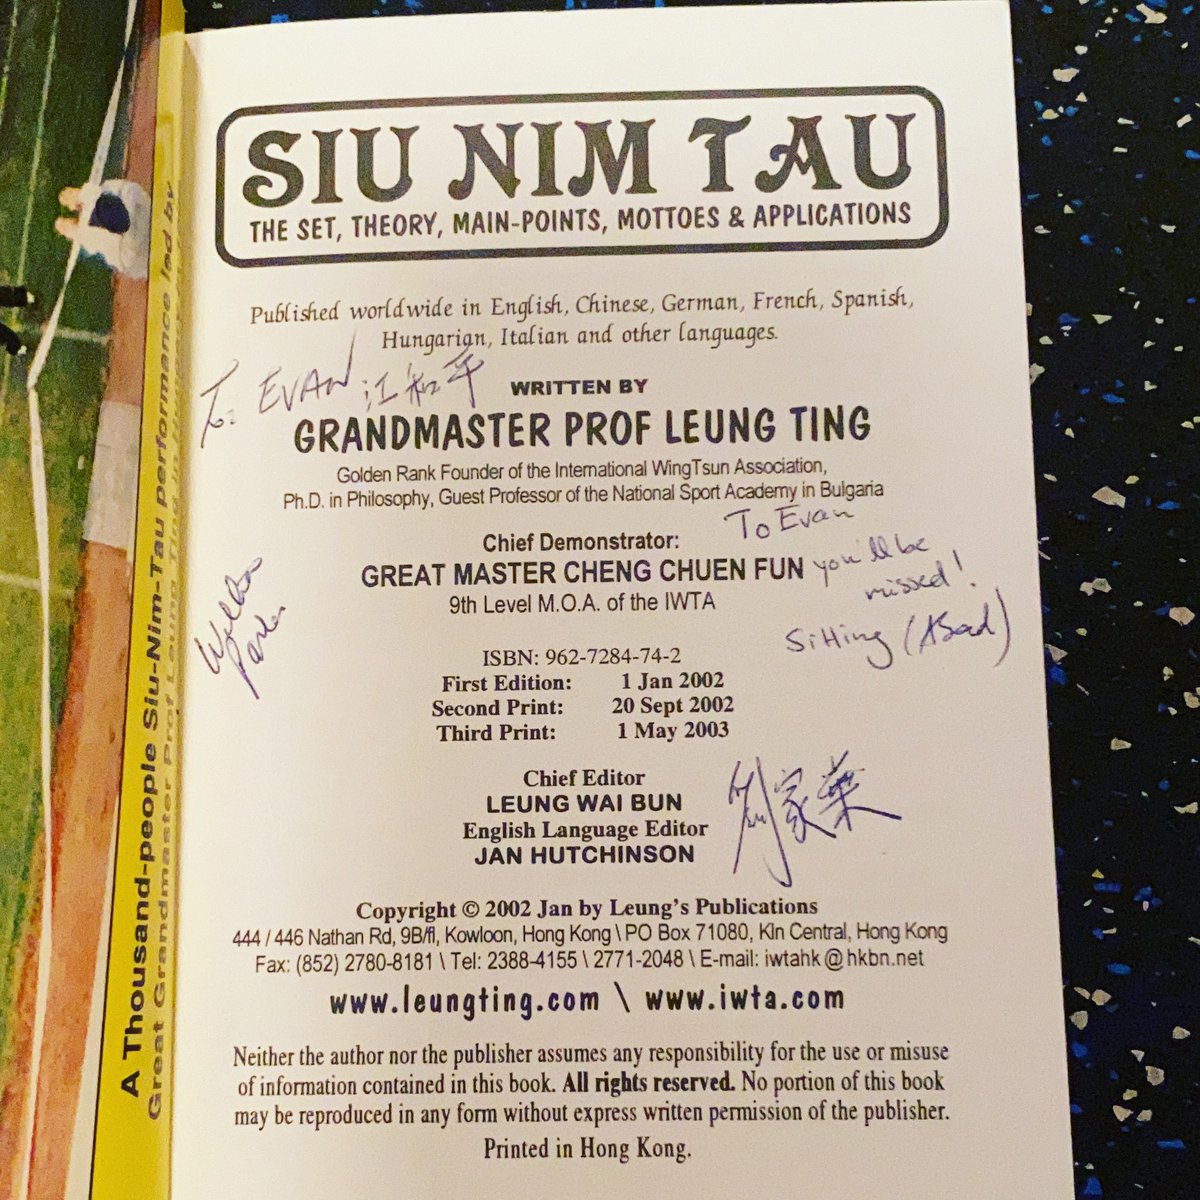 SIU NIM TAU
THE SET, THEORY, MAIN-POINTS, MOTTOES & APPLICATIONS
Published worldwide in English, Chinese, German, French, Spanish,
Hungarian, Italian and other languages.
To: EVAN
WRITTEN BY
GRANDMASTER PROF LEUNG TING
Golden Rank Founder of the International WingTsun Association,
Ph.D. in Philosophy, Guest Professor of the National Sport Academy in Bulgaria
To Evan
you'll be
missed!
Chief Demonstrator:
GREAT MASTER CHENG CHUEN FUN
9th Level M.O.A. of the IWTA
SiHing (ASad)
ISBN: 962-7284-74-2
First Edition: 1 Jan 2002
Second Print: 20 Sept 2002
Third Print: 1 May 2003
Chief Editor
LEUNG WAI BUN
English Language Editor
JAN HUTCHINSON
Copyright © 2002 Jan by Leung's Publications
444 / 446 Nathan Rd, 9B/fl, Kowloon, Hong Kong \ PO Box 71080, Kln Central, Hong Kong
Fax: (852) 2780-8181 \ Tel: 2388-4155 \ 2771-2048 \ E-mail: iwtahk @ hkbn.net
www.leungting.com \ www.iwta.com
Neither the author nor the publisher assumes any responsibility for the use or misuse
of information contained in this book. All rights reserved. No portion of this book
may be reproduced in any form without express written permission of the publisher.
Printed in Hong Kong.
A Thousand-people Siu-Nim-Tau performance led by
Great Grandmaster Prof Leung Ting in